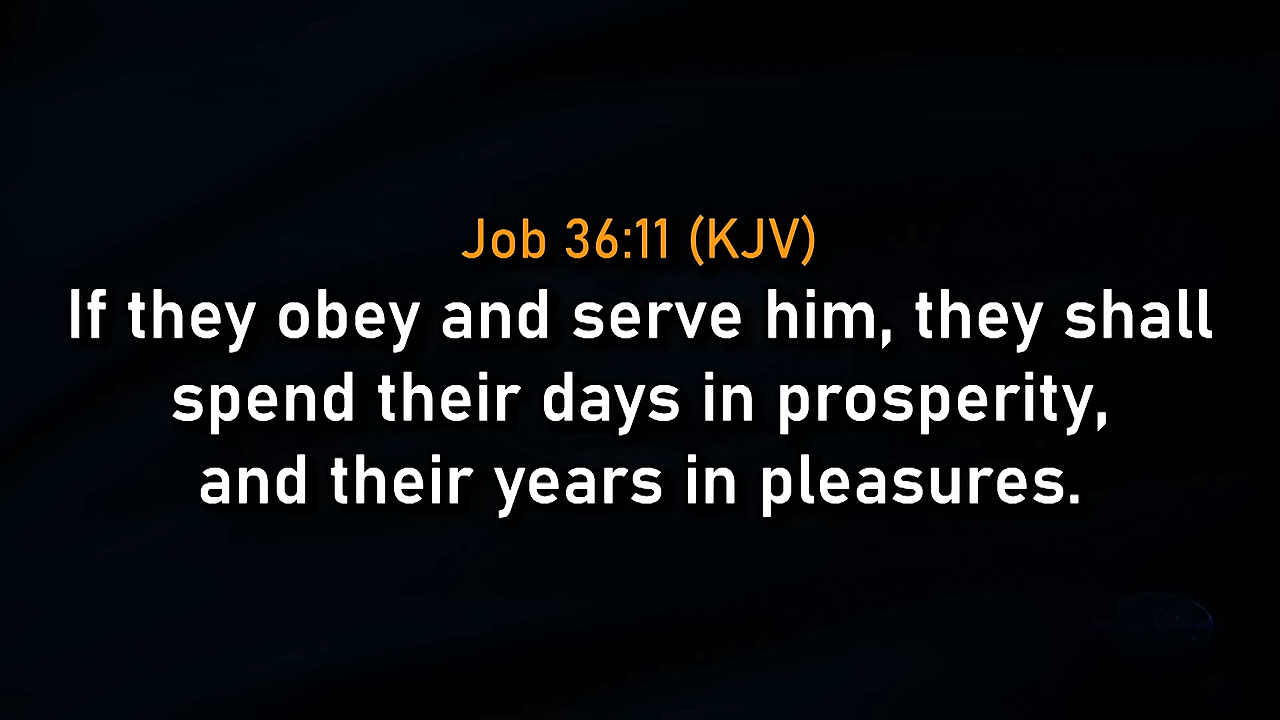 Job 36:11 (KJV)
If they obey and serve him, they shall
spend their days in prosperity,
and their years in pleasures.